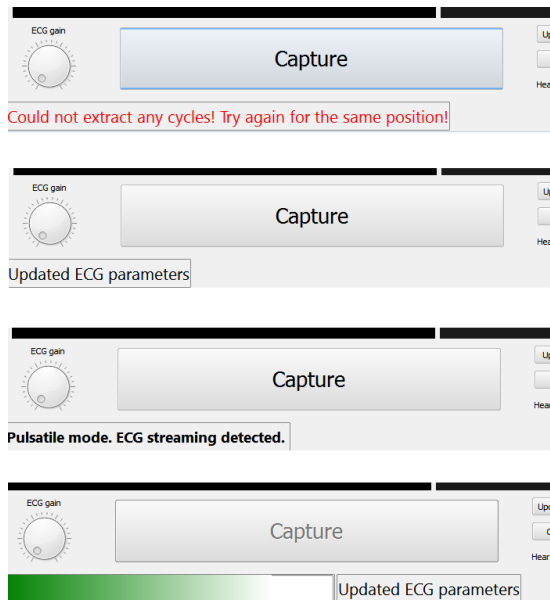 ECG gain
Capture
Could not extract any cycles! Try again for the same position!
ECG gain
Capture
Updated ECG parameters
ECG gain
Capture
Pulsatile mode. ECG streaming detected.
ECG gain
Capture
Updated ECG parameters